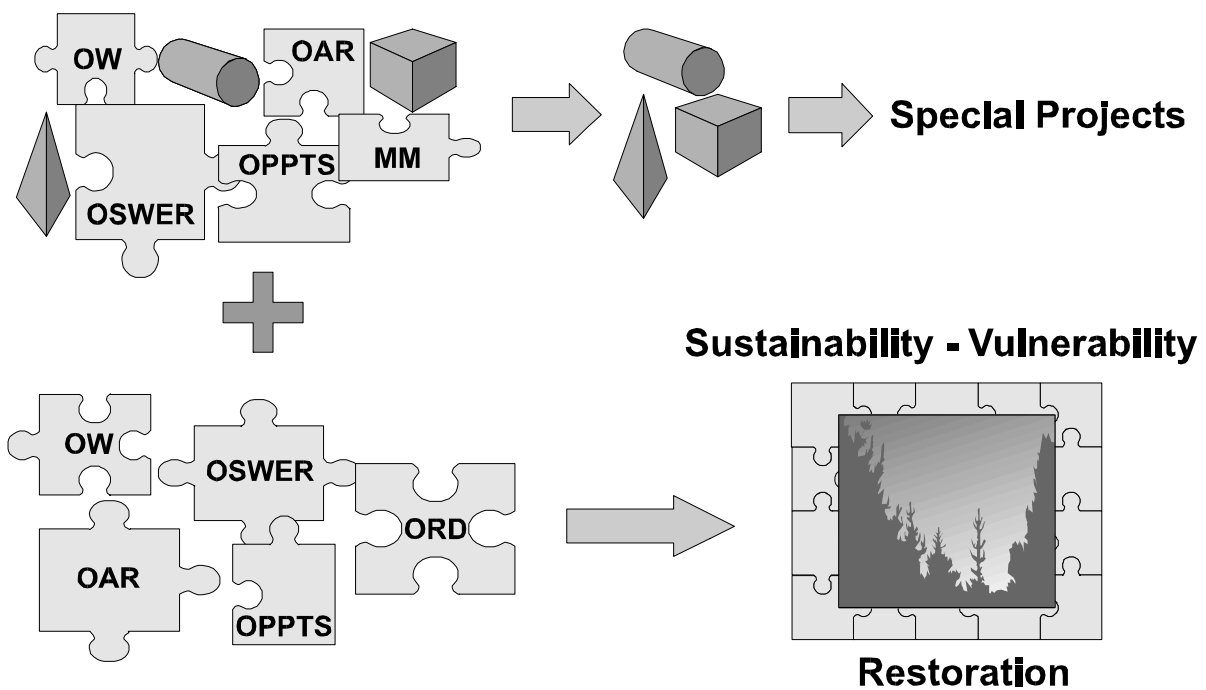 OW
OAR
OPPTS
MM
OSWER
Special Projects
Sustainability - Vulnerability
OW
OSWER
ORD
OAR
OPPTS
Restoration